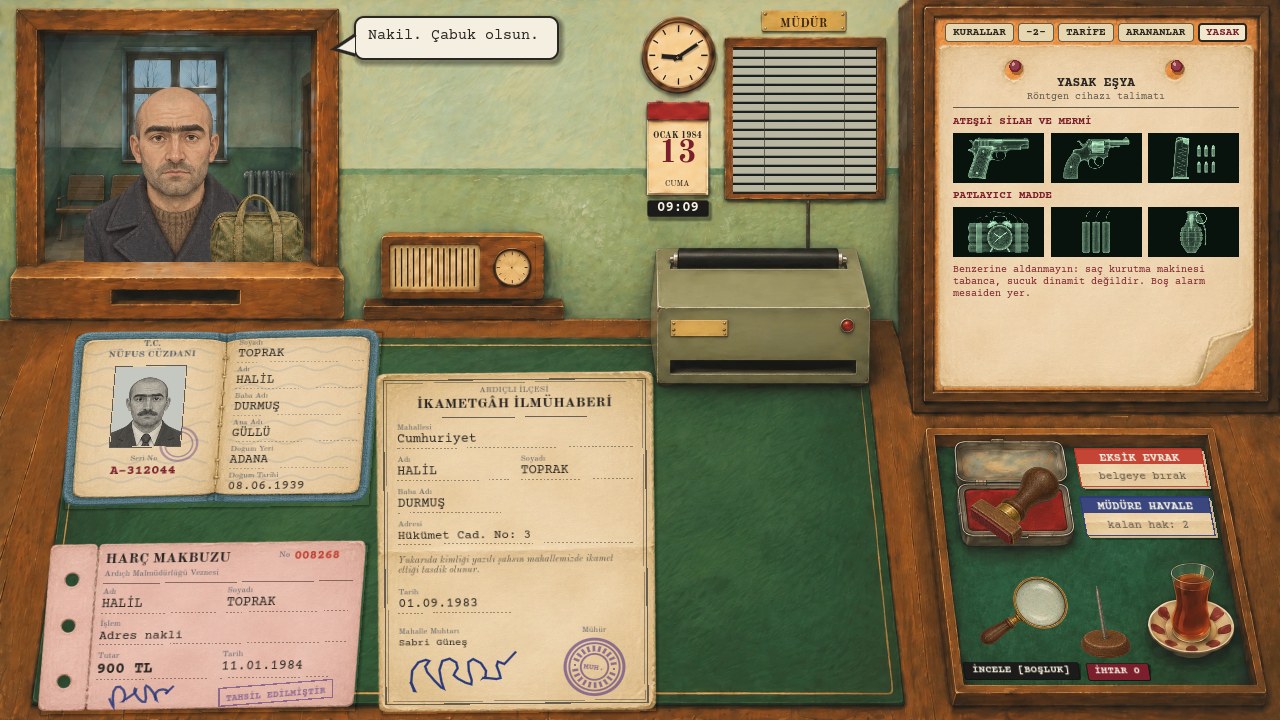 Nakil. Çabuk olsun.
MÜDÜR
OCAK 1984
13
CUMA
09:09
KURALLAR
-2-
TARİFE
ARANANLAR
YASAK
YASAK EŞYA
Röntgen cihazı talimatı
ATEŞLİ SİLAH VE MERMİ
PATLAYICI MADDE
Benzerine aldanmayın: saç kurutma makinesi
tabanca, sucuk dinamit değildir. Boş alarm
mesaiden yer.
T.C.
NÜFUS CÜZDANI
Seri No
A-312044
Soyadı
TOPRAK
Adı
HALİL
Baba Adı
DURMUŞ
Ana Adı
GÜLLÜ
Doğum Yeri
ADANA
Doğum Tarihi
08.06.1939
ARDIÇLI İLÇESİ
İKAMETGÂH İLMÜHABERİ
Mahallesi
Cumhuriyet
Adı Soyadı
HALİL TOPRAK
Baba Adı
DURMUŞ
Adresi
Hükümet Cad. No: 3
Yukarıda kimliği yazılı şahsın mahallemizde ikamet
ettiği tasdik olunur.
Tarih
01.09.1983
Mahalle Muhtarı
Sabri Güneş
Mühür
MUH.
HARÇ MAKBUZU
No 008268
Ardıçlı Malmüdürlüğü Veznesi
Adı Soyadı
HALİL TOPRAK
İşlem
Adres nakli
Tutar Tarih
900 TL 11.01.1984
TAHSİL EDİLMİŞTİR
EKSİK EVRAK
belgeye bırak
MÜDÜRE HAVALE
kalan hak: 2
İNCELE [BOŞLUK]
İHTAR 0